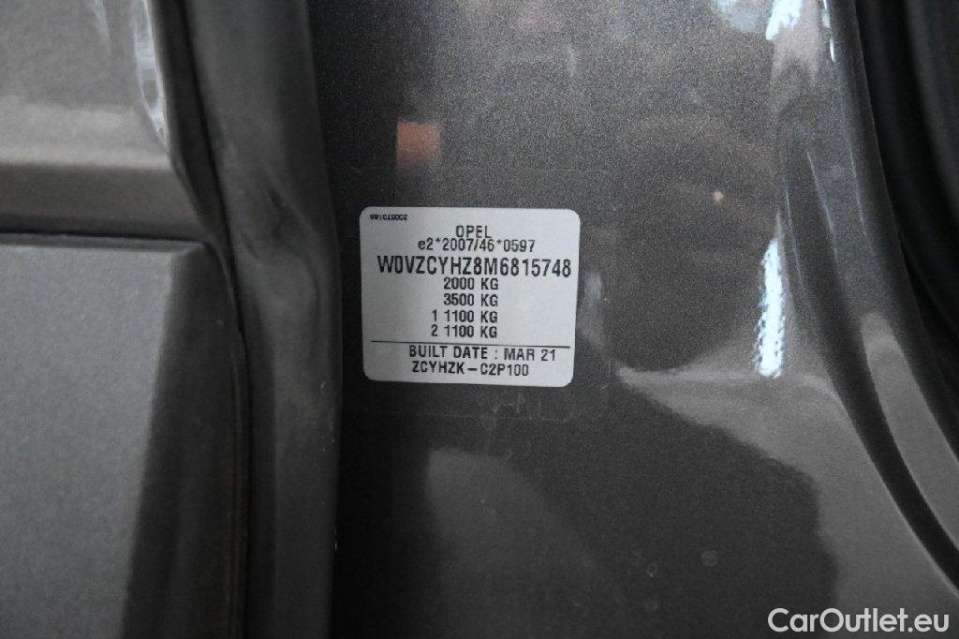 OPEL
e2*2007/46*0597
W0VZCYHZ8M6815748
2000 KG
3500 KG
1 1100 KG
2 1100 KG
BUILT DATE : MAR 21
ZCYHZK-C2P100
CarOutlet.eu